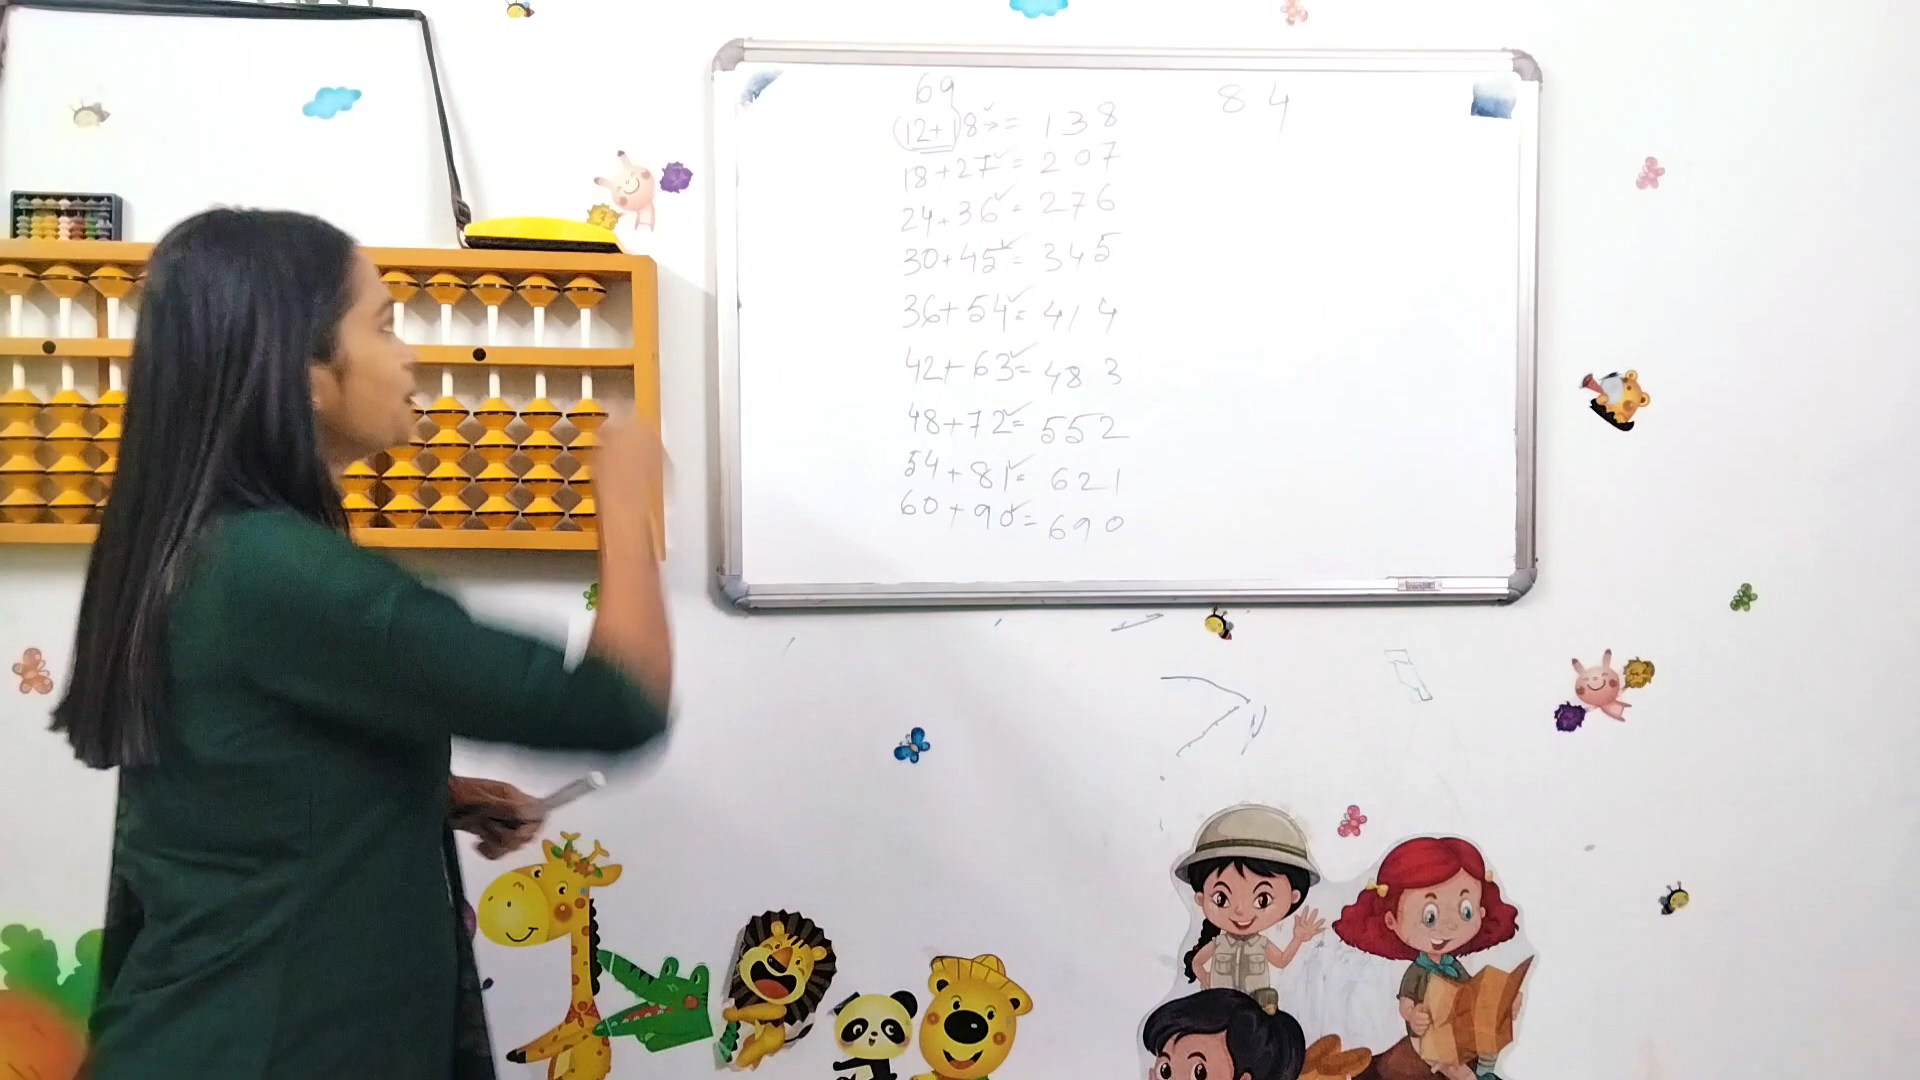 69
12+18 = 138
18+27 = 207
24+36 = 276
30+45 = 345
36+54 = 414
42+63 = 483
48+72 = 552
54+81 = 621
60+90 = 690
84